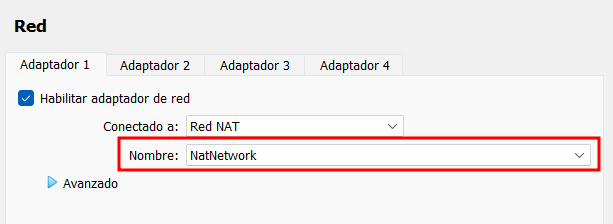 Red
Adaptador 1 Adaptador 2 Adaptador 3 Adaptador 4
Habilitar adaptador de red
Conectado a: Red NAT
Nombre: NatNetwork
Avanzado